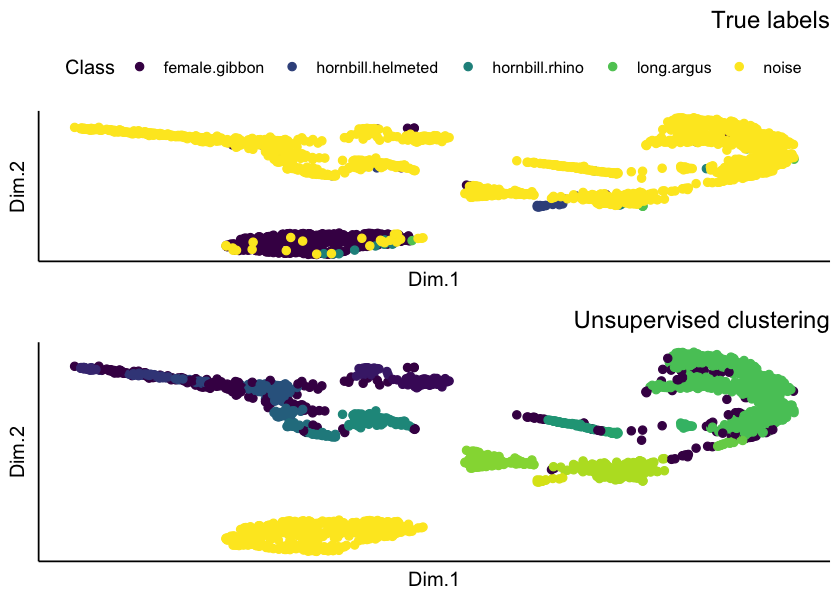 True labels
Class female.gibbon hornbill.helmeted hornbill.rhino long.argus noise
Dim.2
Dim.1
Unsupervised clustering
Dim.2
Dim.1